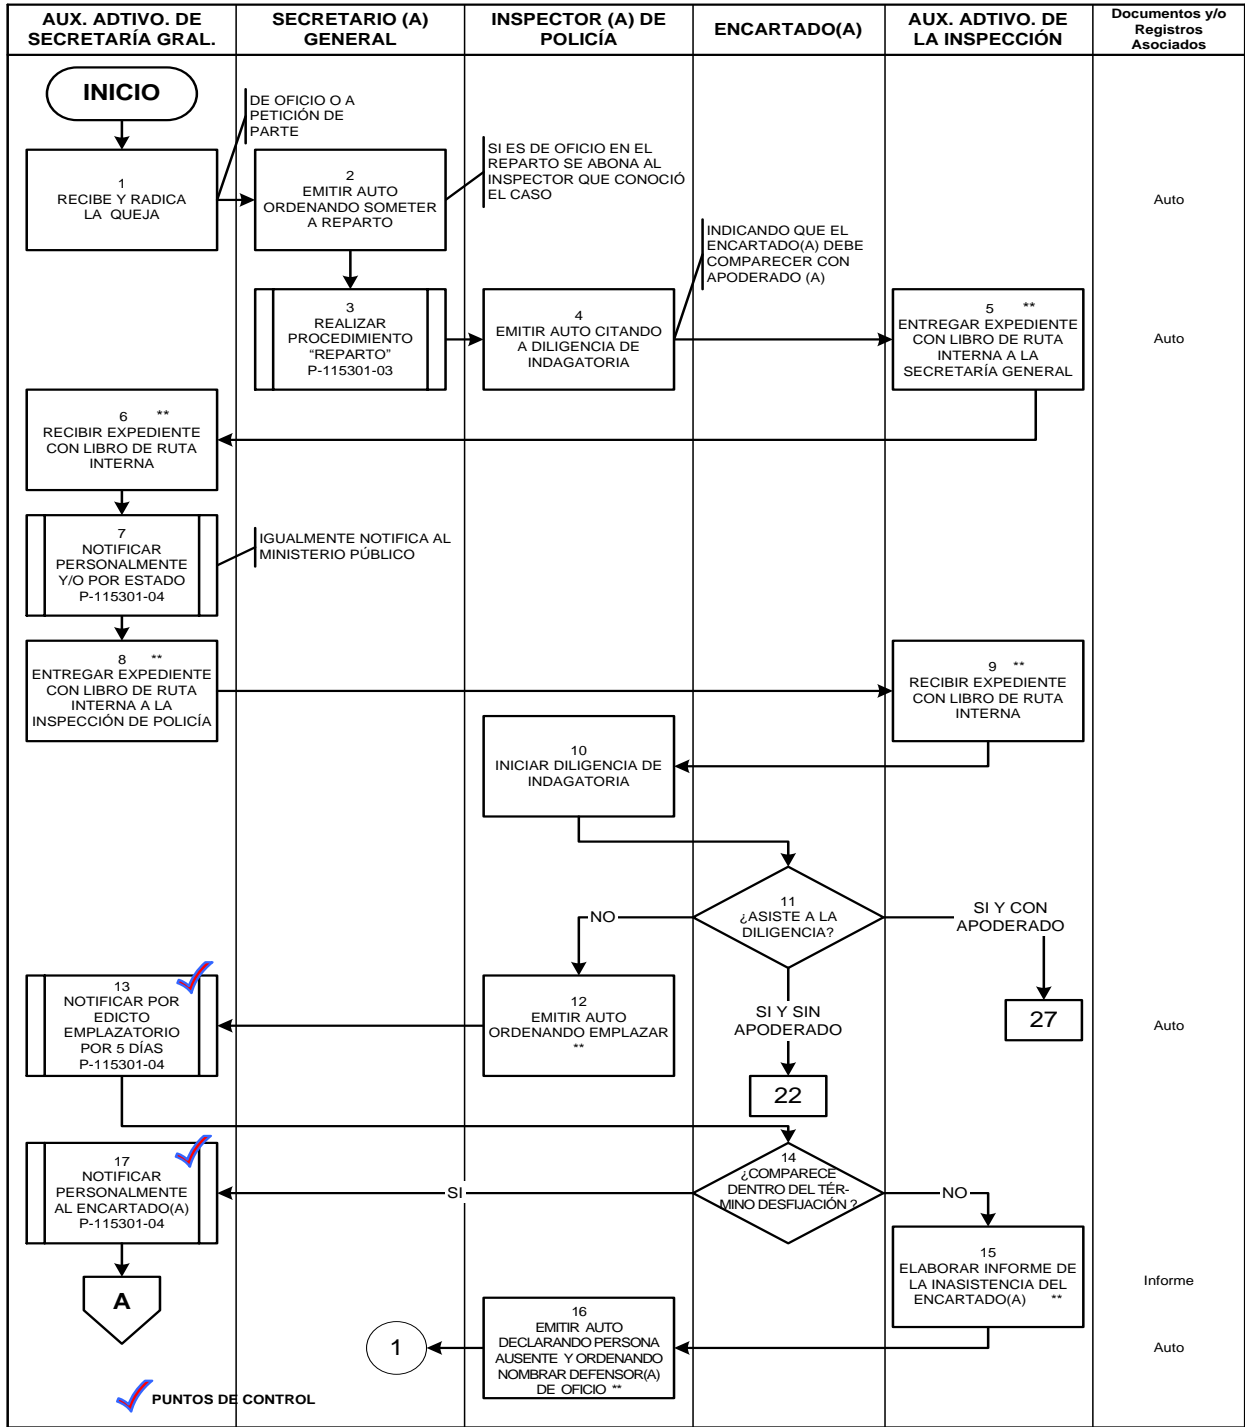 AUX. ADTIVO. DE
SECRETARÍA GRAL.
SECRETARIO (A)
GENERAL
INSPECTOR (A) DE
POLICÍA
ENCARTADO(A)
AUX. ADTIVO. DE
LA INSPECCIÓN
Documentos y/o
Registros
Asociados
INICIO
DE OFICIO O A
PETICIÓN DE
PARTE
1
RECIBE Y RADICA
LA QUEJA
2
EMITIR AUTO
ORDENANDO SOMETER
A REPARTO
SI ES DE OFICIO EN EL
REPARTO SE ABONA AL
INSPECTOR QUE CONOCIÓ
EL CASO
Auto
INDICANDO QUE EL
ENCARTADO(A) DEBE
COMPARECER CON
APODERADO (A)
3
REALIZAR
PROCEDIMIENTO
“REPARTO”
P-115301-03
4
EMITIR AUTO CITANDO
A DILIGENCIA DE
INDAGATORIA
5 **
ENTREGAR EXPEDIENTE
CON LIBRO DE RUTA
INTERNA A LA
SECRETARÍA GENERAL
Auto
6 **
RECIBIR EXPEDIENTE
CON LIBRO DE RUTA
INTERNA
7
NOTIFICAR
PERSONALMENTE
Y/O POR ESTADO
P-115301-04
IGUALMENTE NOTIFICA AL
MINISTERIO PÚBLICO
8 **
ENTREGAR EXPEDIENTE
CON LIBRO DE RUTA
INTERNA A LA
INSPECCIÓN DE POLICÍA
9 **
RECIBIR EXPEDIENTE
CON LIBRO DE RUTA
INTERNA
10
INICIAR DILIGENCIA DE
INDAGATORIA
11
¿ASISTE A LA
DILIGENCIA?
NO
SI Y CON
APODERADO
SI Y SIN
APODERADO
27
22
12
EMITIR AUTO
ORDENANDO EMPLAZAR
**
13
NOTIFICAR POR
EDICTO
EMPLAZATORIO
POR 5 DÍAS
P-115301-04
Auto
14
¿COMPARECE
DENTRO DEL TÉR-
MINO DESFIJACIÓN ?
SI
NO
17
NOTIFICAR
PERSONALMENTE
AL ENCARTADO(A)
P-115301-04
15
ELABORAR INFORME DE
LA INASISTENCIA DEL
ENCARTADO(A) **
Informe
A
16
EMITIR AUTO
DECLARANDO PERSONA
AUSENTE Y ORDENANDO
NOMBRAR DEFENSOR(A)
DE OFICIO **
1
Auto
PUNTOS DE CONTROL